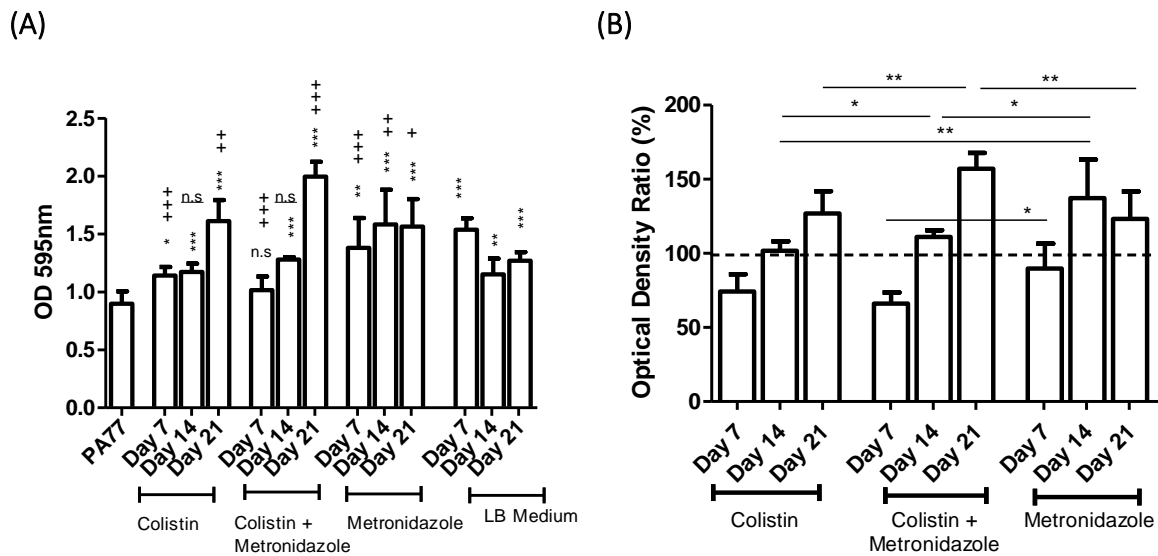 (A)
OD 595nm
2.5
2.0
1.5
1.0
0.5
0.0
* +++
*** n.s
*** ++
n.s +++
*** n.s
*** +++
** +++
*** ++
*** +
***
**
***
PA77
Day 7
Day 14
Day 21
Day 7
Day 14
Day 21
Day 7
Day 14
Day 21
Day 7
Day 14
Day 21
Colistin
Colistin +
Metronidazole
Metronidazole
LB Medium
(B)
Optical Density Ratio (%)
200
150
100
50
0
** **
* *
**
*
Day 7
Day 14
Day 21
Day 7
Day 14
Day 21
Day 7
Day 14
Day 21
Colistin
Colistin +
Metronidazole
Metronidazole